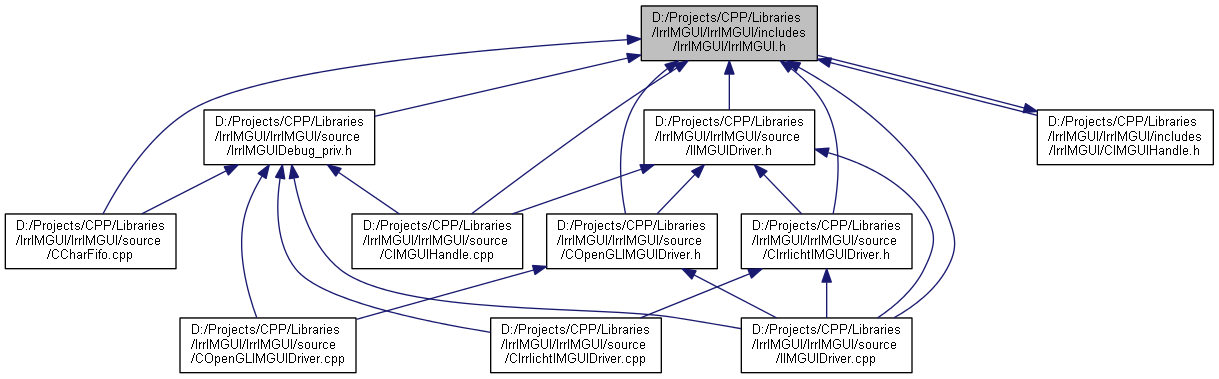 D:/Projects/CPP/Libraries
/IrrIMGUI/IrrIMGUI/includes
/IrrIMGUI/IrrIMGUI.h
D:/Projects/CPP/Libraries
/IrrIMGUI/IrrIMGUI/source
/IrrIMGUIDebug_priv.h
D:/Projects/CPP/Libraries
/IrrIMGUI/IrrIMGUI/source
/IIMGUIDriver.h
D:/Projects/CPP/Libraries
/IrrIMGUI/IrrIMGUI/includes
/IrrIMGUI/CIMGUIHandle.h
D:/Projects/CPP/Libraries
/IrrIMGUI/IrrIMGUI/source
/CCharFifo.cpp
D:/Projects/CPP/Libraries
/IrrIMGUI/IrrIMGUI/source
/CIMGUIHandle.cpp
D:/Projects/CPP/Libraries
/IrrIMGUI/IrrIMGUI/source
/COpenGLIMGUIDriver.h
D:/Projects/CPP/Libraries
/IrrIMGUI/IrrIMGUI/source
/CIrrlichtIMGUIDriver.h
D:/Projects/CPP/Libraries
/IrrIMGUI/IrrIMGUI/source
/COpenGLIMGUIDriver.cpp
D:/Projects/CPP/Libraries
/IrrIMGUI/IrrIMGUI/source
/CIrrlichtIMGUIDriver.cpp
D:/Projects/CPP/Libraries
/IrrIMGUI/IrrIMGUI/source
/IIMGUIDriver.cpp